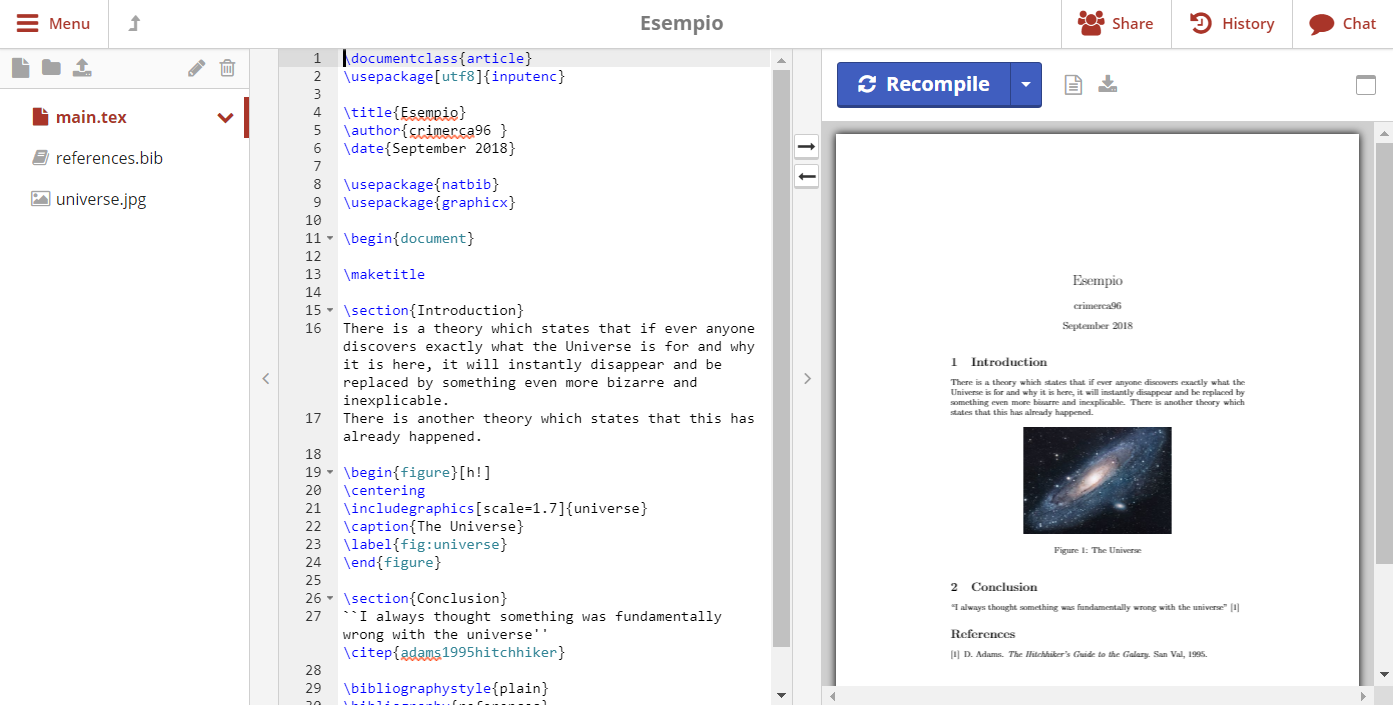 Menu
Esempio
Share
History
Chat
main.tex
references.bib
universe.jpg
1 \documentclass{article}
2 \usepackage[utf8]{inputenc}
3
4 \title{Esempio}
5 \author{crimerca96 }
6 \date{September 2018}
7
8 \usepackage{natbib}
9 \usepackage{graphicx}
10
11 \begin{document}
12
13 \maketitle
14
15 \section{Introduction}
16 There is a theory which states that if ever anyone
discovers exactly what the Universe is for and why
it is here, it will instantly disappear and be
replaced by something even more bizarre and
inexplicable.
17 There is another theory which states that this has
already happened.
18
19 \begin{figure}[h!]
20 \centering
21 \includegraphics[scale=1.7]{universe}
22 \caption{The Universe}
23 \label{fig:universe}
24 \end{figure}
25
26 \section{Conclusion}
27 ``I always thought something was fundamentally
wrong with the universe''
\citep{adams1995hitchhiker}
28
29 \bibliographystyle{plain}
30 \bibliography{references}
Recompile
Esempio
crimerca96
September 2018
1 Introduction
There is a theory which states that if ever anyone discovers exactly what the
Universe is for and why it is here, it will instantly disappear and be replaced by
something even more bizarre and inexplicable. There is another theory which
states that this has already happened.
Figure 1: The Universe
2 Conclusion
“I always thought something was fundamentally wrong with the universe” [1]
References
[1] D. Adams. The Hitchhiker's Guide to the Galaxy. San Val, 1995.